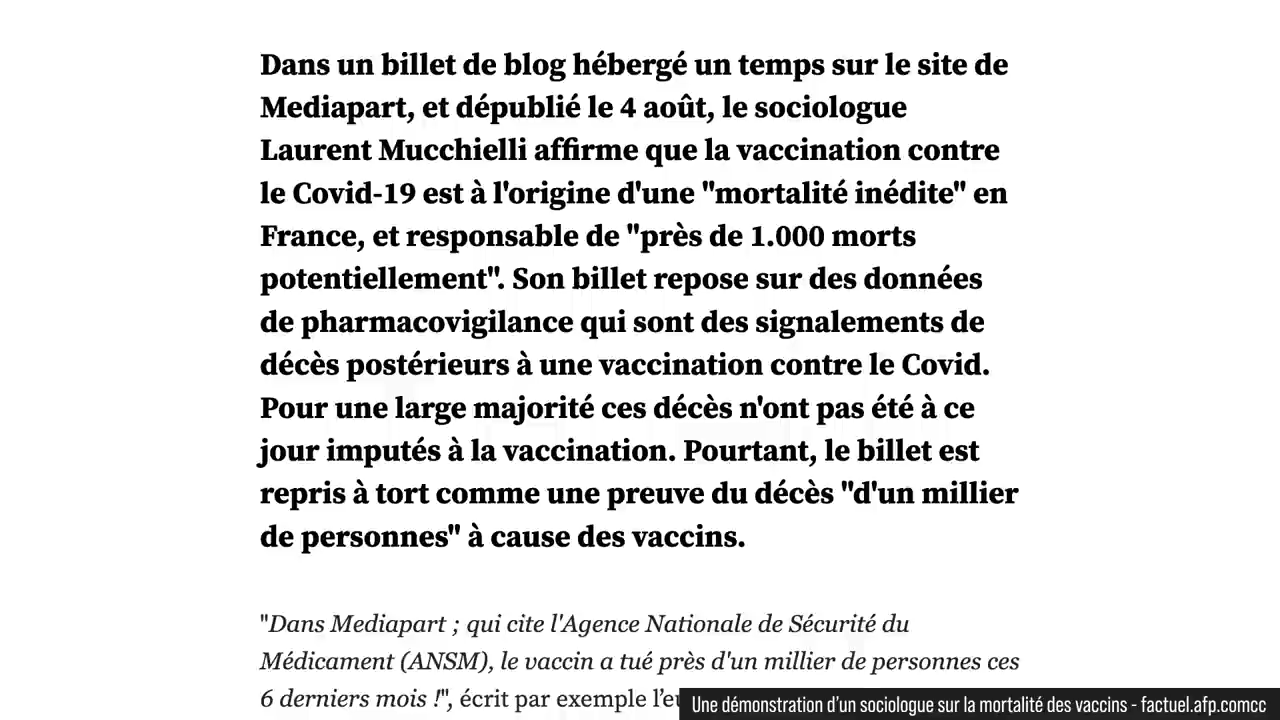 Dans un billet de blog hébergé un temps sur le site de
Mediapart, et dépublié le 4 août, le sociologue
Laurent Mucchielli affirme que la vaccination contre
le Covid-19 est à l'origine d'une "mortalité inédite" en
France, et responsable de "près de 1.000 morts
potentiellement". Son billet repose sur des données
de pharmacovigilance qui sont des signalements de
décès postérieurs à une vaccination contre le Covid.
Pour une large majorité ces décès n'ont pas été à ce
jour imputés à la vaccination. Pourtant, le billet est
repris à tort comme une preuve du décès "d'un millier
de personnes" à cause des vaccins.
"Dans Mediapart ; qui cite l'Agence Nationale de Sécurité du
Médicament (ANSM), le vaccin a tué près d'un millier de personnes ces
6 derniers mois !", écrit par exemple
Une démonstration d'un sociologue sur la mortalité des vaccins - factuel.afp.comcc